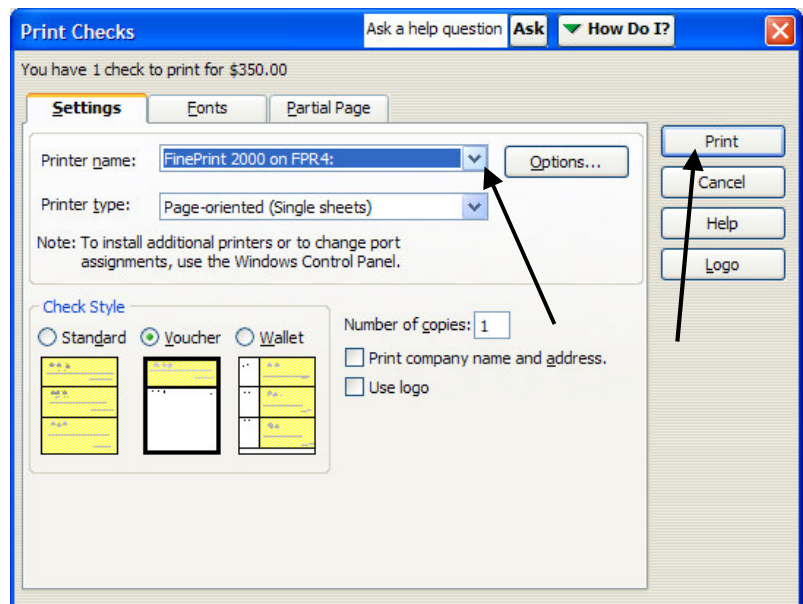 Print Checks
Ask a help question Ask How Do I?
You have 1 check to print for $350.00
Settings Fonts Partial Page
Printer name: FinePrint 2000 on FPR4: Options...
Printer type: Page-oriented (Single sheets)
Note: To install additional printers or to change port
assignments, use the Windows Control Panel.
Print
Cancel
Help
Logo
Check Style
Standard Voucher Wallet
Number of copies: 1
Print company name and address.
Use logo